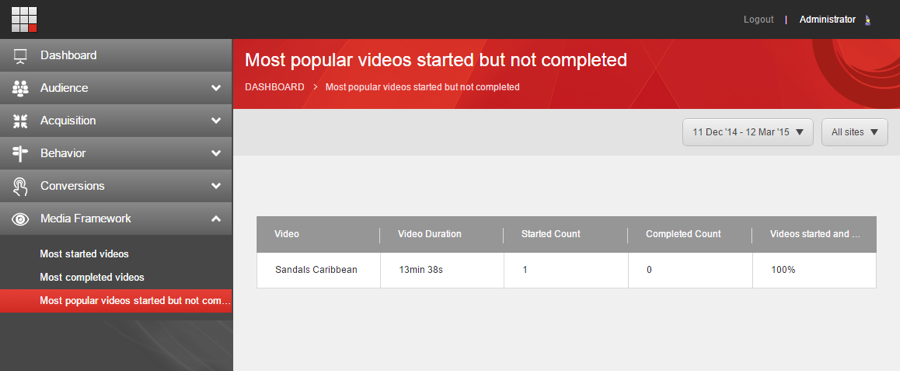 Logout | Administrator
Dashboard
Audience
Acquisition
Behavior
Conversions
Media Framework
Most started videos
Most completed videos
Most popular videos started but not com...
Most popular videos started but not completed
DASHBOARD > Most popular videos started but not completed
11 Dec '14 - 12 Mar '15 All sites
Video Video Duration Started Count Completed Count Videos started and ...
Sandals Caribbean 13min 38s 1 0 100%